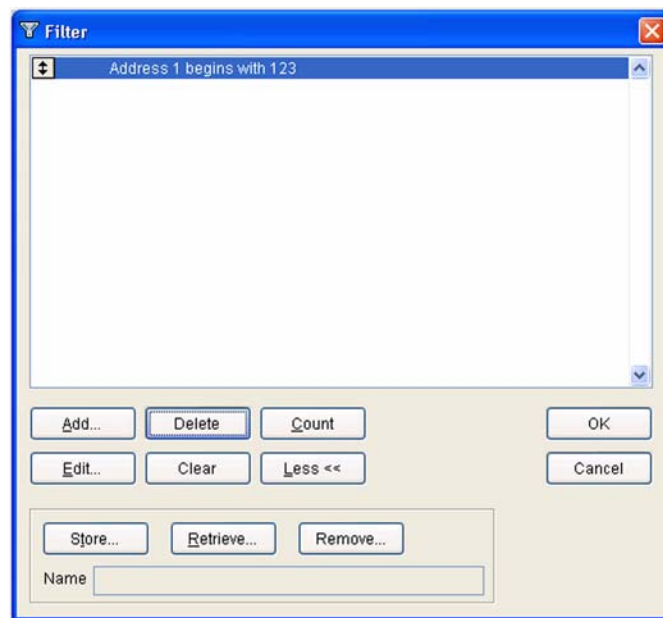 Filter
Address 1 begins with 123
Add... Delete Count OK
Edit... Clear Less << Cancel
Store... Retrieve... Remove...
Name